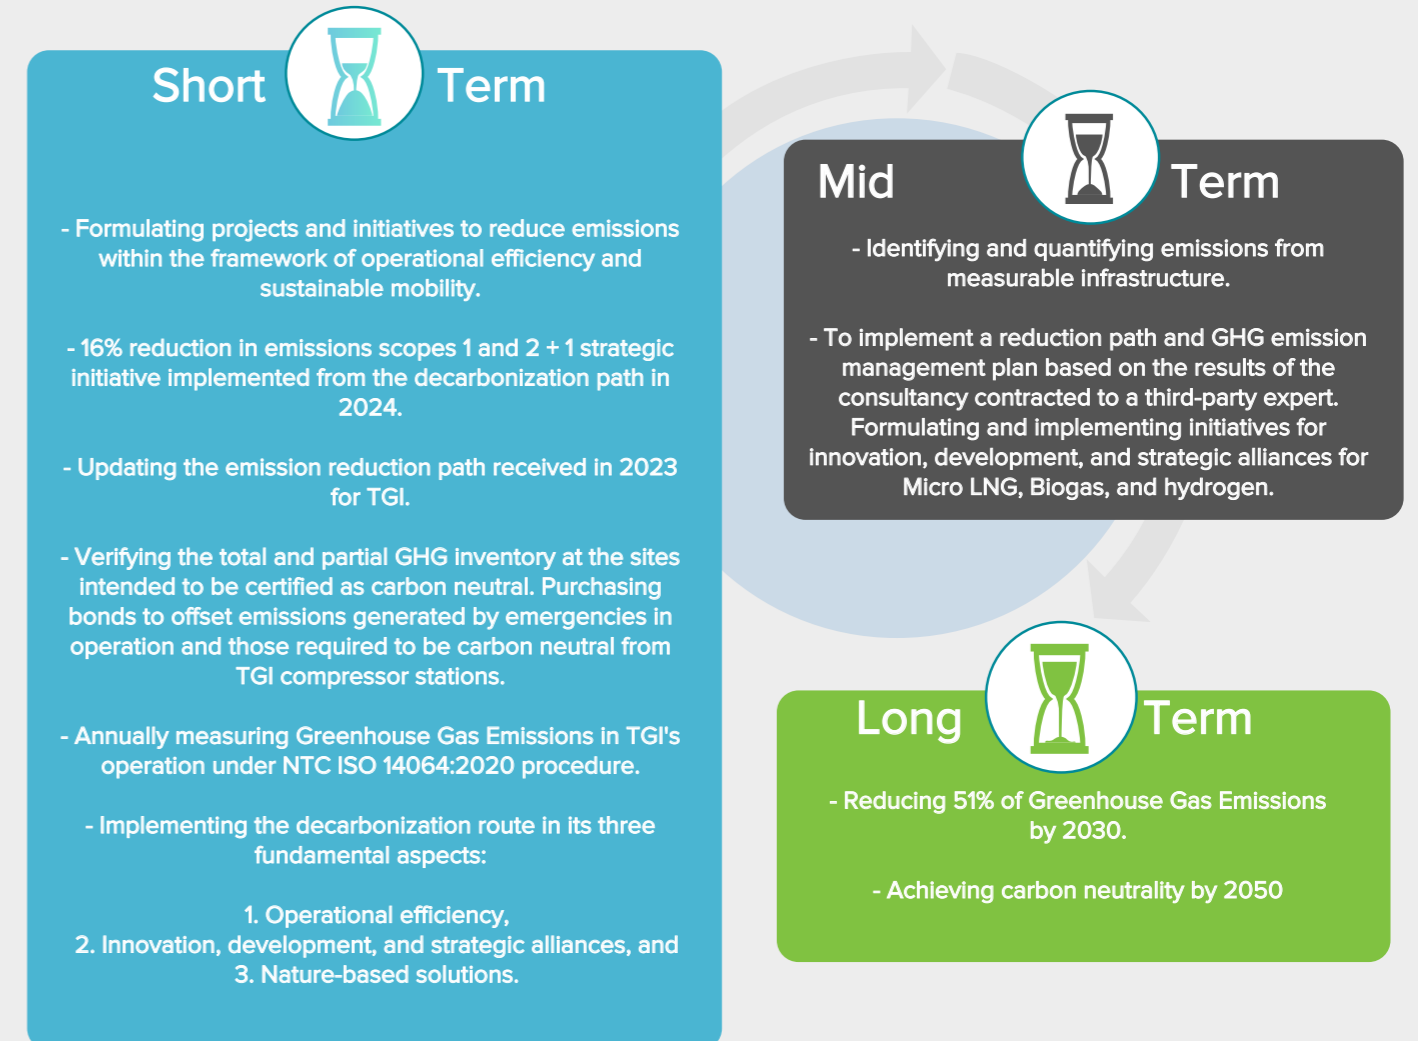 Short Term
- Formulating projects and initiatives to reduce emissions
within the framework of operational efficiency and
sustainable mobility.
- 16% reduction in emissions scopes 1 and 2 + 1 strategic
initiative implemented from the decarbonization path in
2024.
- Updating the emission reduction path received in 2023
for TGI.
- Verifying the total and partial GHG inventory at the sites
intended to be certified as carbon neutral. Purchasing
bonds to offset emissions generated by emergencies in
operation and those required to be carbon neutral from
TGI compressor stations.
- Annually measuring Greenhouse Gas Emissions in TGI's
operation under NTC ISO 14064:2020 procedure.
- Implementing the decarbonization route in its three
fundamental aspects:
1. Operational efficiency,
2. Innovation, development, and strategic alliances, and
3. Nature-based solutions.
Mid Term
- Identifying and quantifying emissions from
measurable infrastructure.
- To implement a reduction path and GHG emission
management plan based on the results of the
consultancy contracted to a third-party expert.
Formulating and implementing initiatives for
innovation, development, and strategic alliances for
Micro LNG, Biogas, and hydrogen.
Long Term
- Reducing 51% of Greenhouse Gas Emissions
by 2030.
- Achieving carbon neutrality by 2050